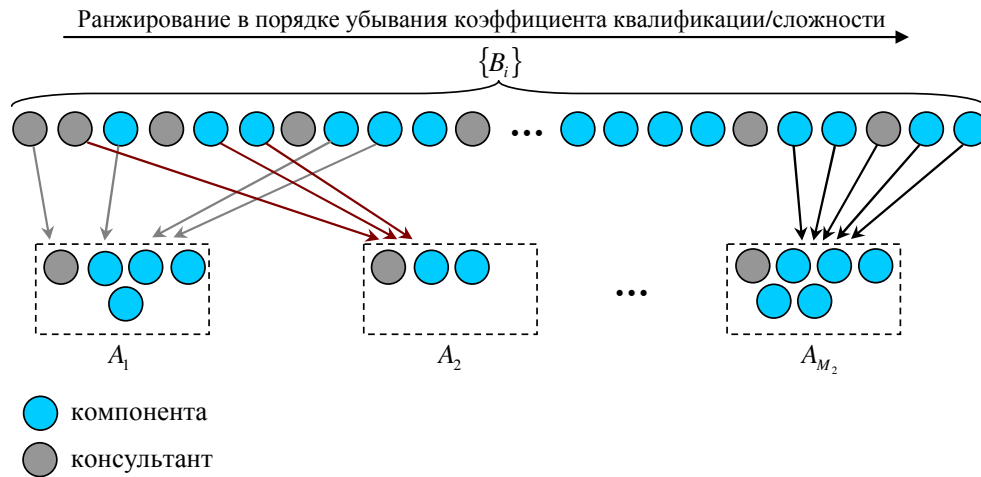 Ранжирование в порядке убывания коэффициента квалификации/сложности
{B_i}
...
...
A_1
A_2
A_{M_2}
компонента
консультант